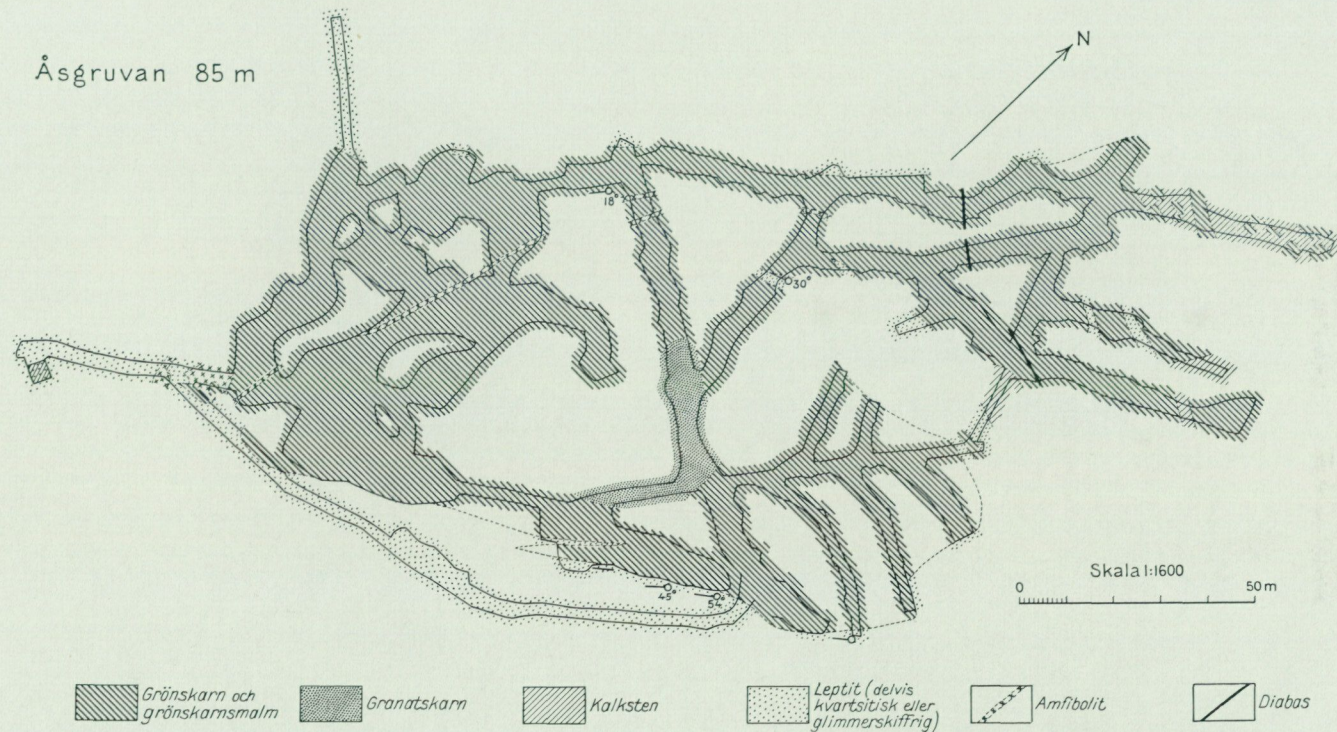 Åsgruvan 85 m
N
18°
30°
45°
54°
Skala 1:1600
0 50 m
Grönskarn och
grönskarnsmalm
Granatskarn
Kalksten
Leptit (delvis
kvartsitisk eller
glimmerskiffrig)
Amfibolit
Diabas